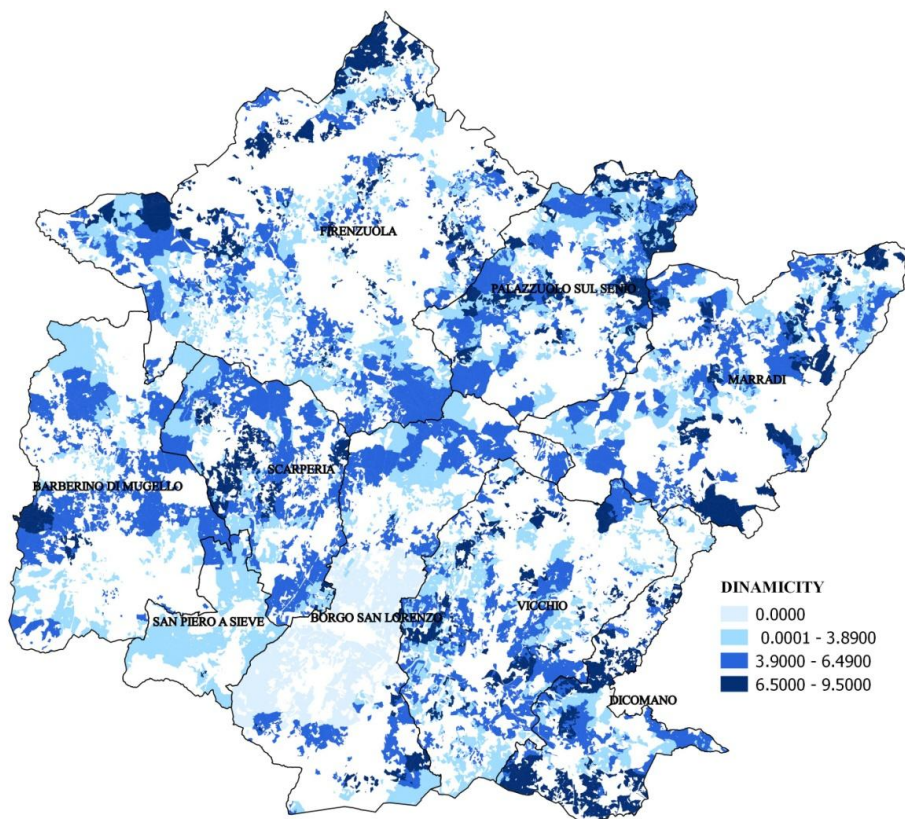 FIRENZUOLA
PALAZZUOLO SUL SENIO
MARRADI
SCARPERIA
BARBERINO DI MUGELLO
VICCHIO
SAN PIERO A SIEVE
BORGO SAN LORENZO
DICOMANO
DINAMICITY
0.0000
0.0001 - 3.8900
3.9000 - 6.4900
6.5000 - 9.5000